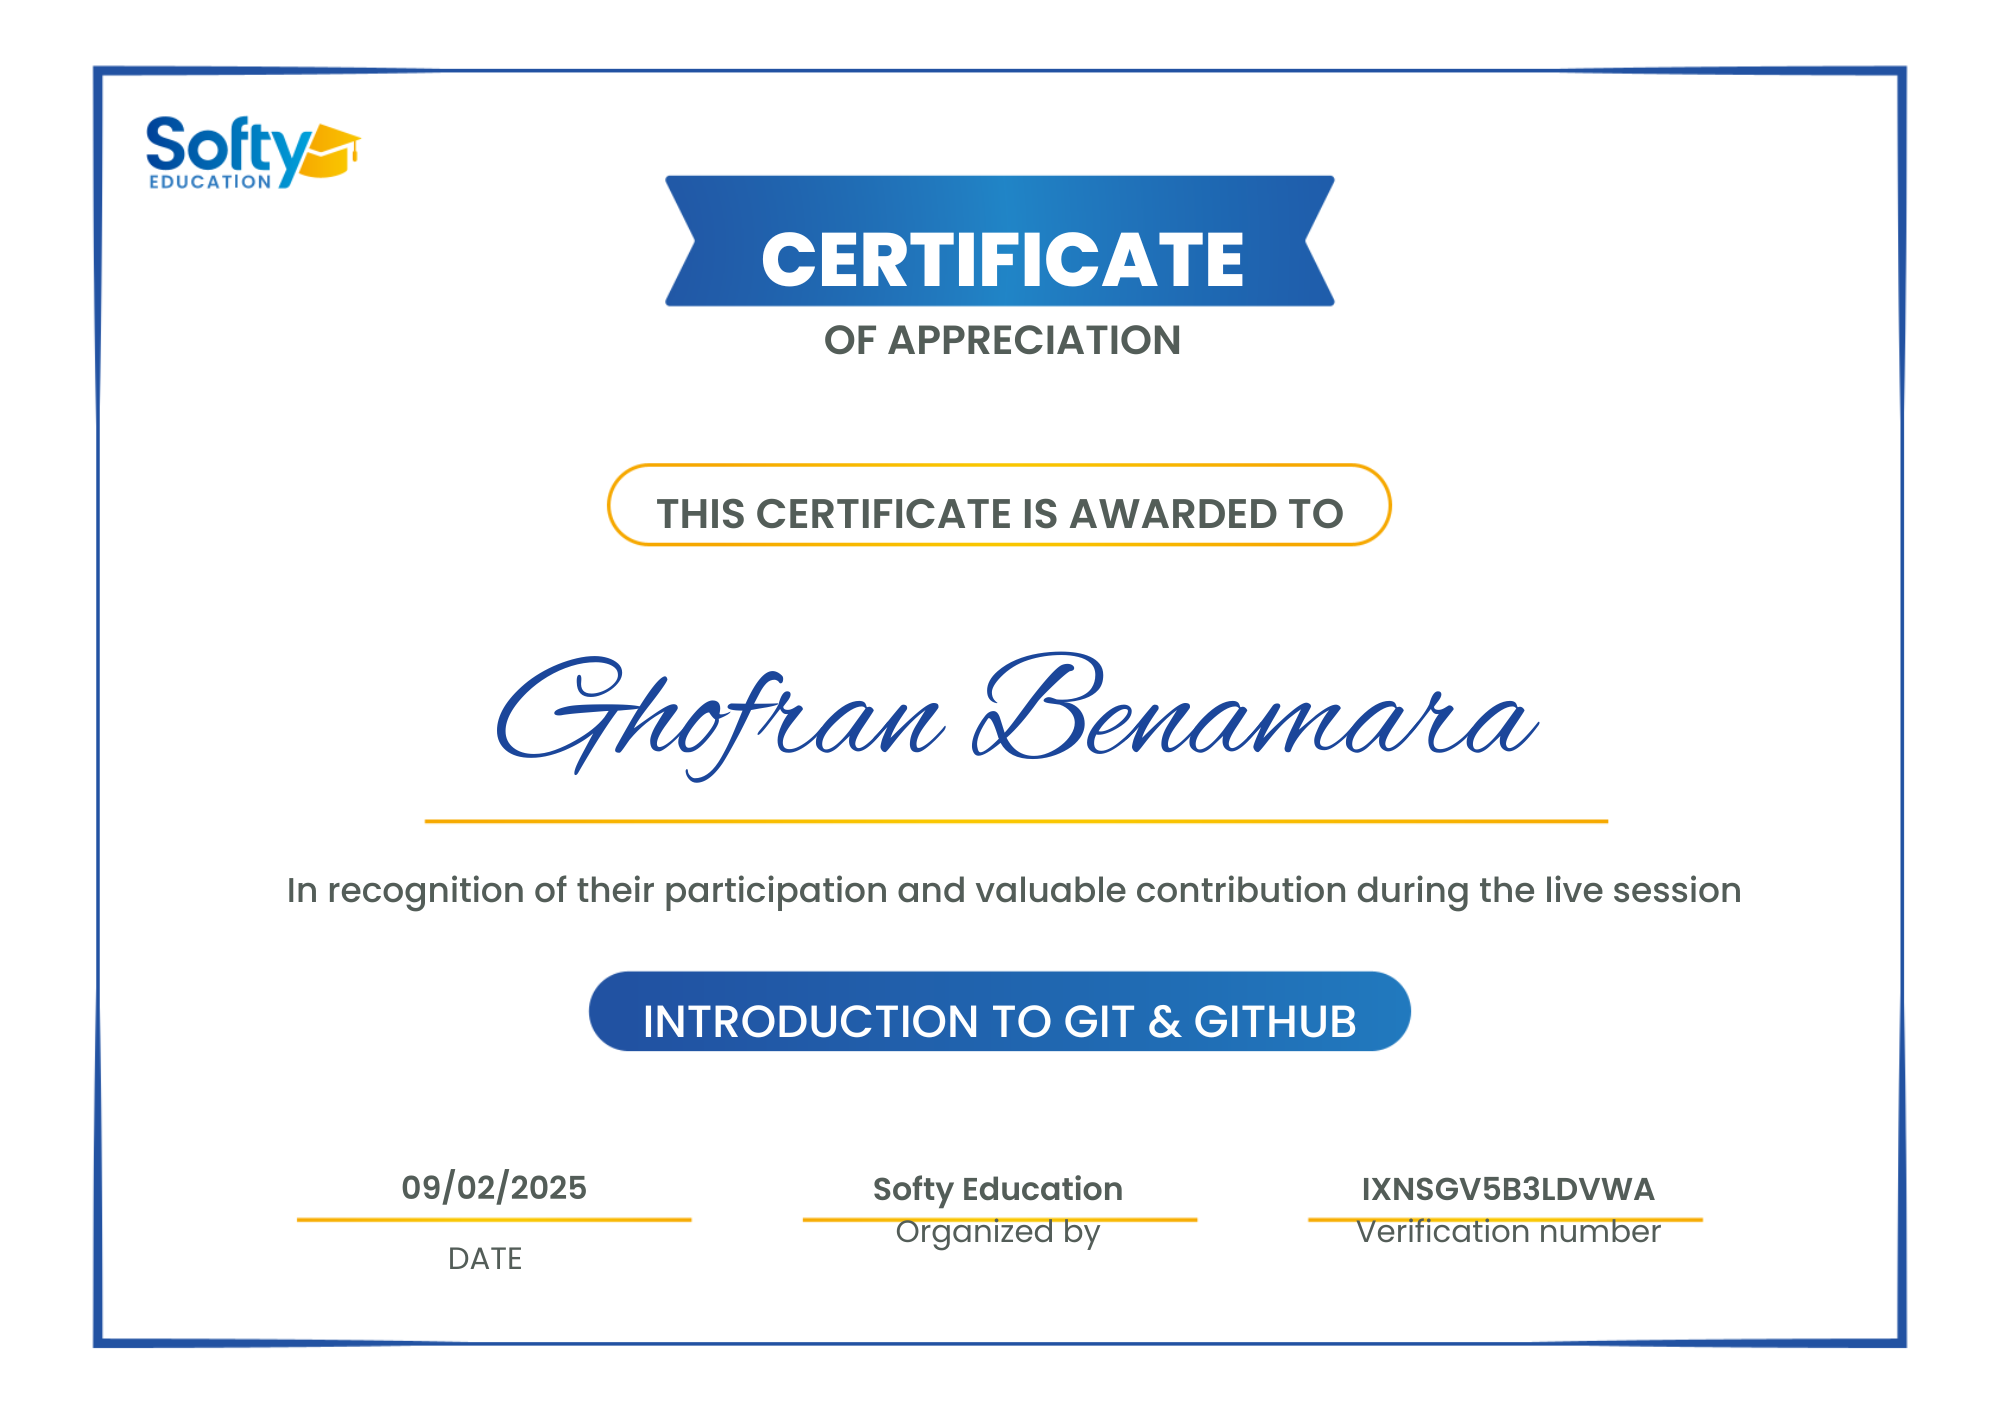 Softy
EDUCATION
CERTIFICATE
OF APPRECIATION
THIS CERTIFICATE IS AWARDED TO
Ghofran Benamara
In recognition of their participation and valuable contribution during the live session
INTRODUCTION TO GIT & GITHUB
09/02/2025
DATE
Softy Education
Organized by
IXNSGV5B3LDVWA
Verification number